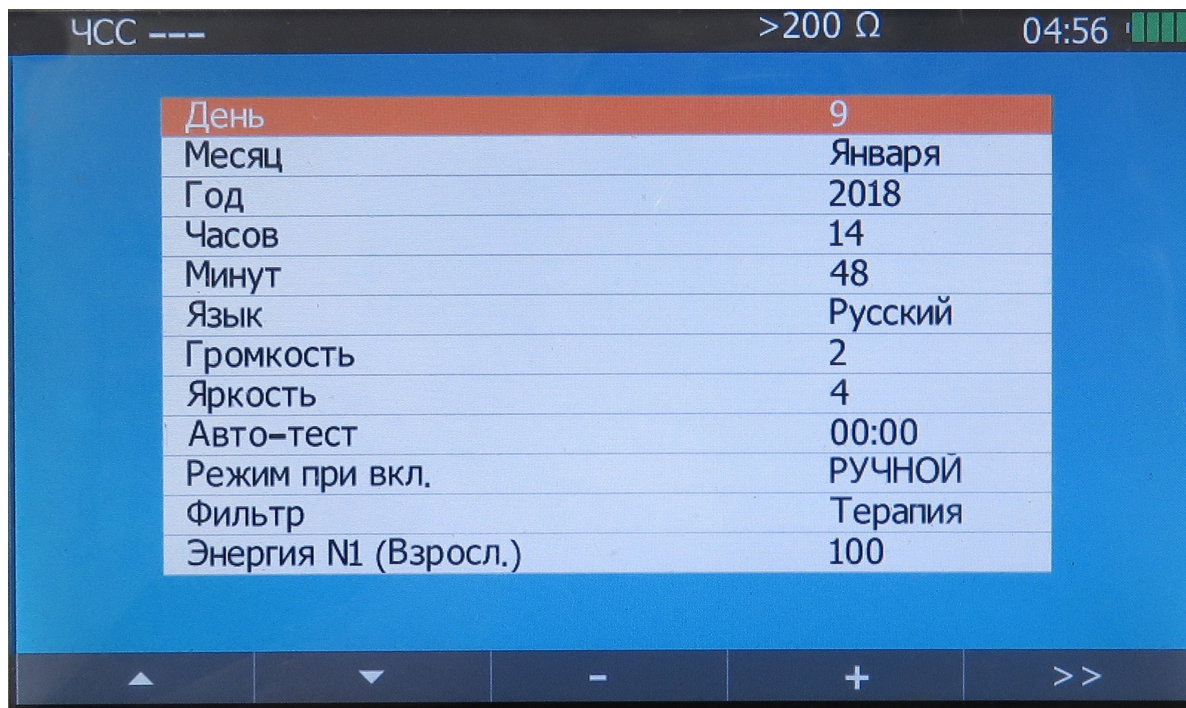 ЧСС --- >200 Ω 04:56
День 9
Месяц Января
Год 2018
Часов 14
Минут 48
Язык Русский
Громкость 2
Яркость 4
Авто-тест 00:00
Режим при вкл. РУЧНОЙ
Фильтр Терапия
Энергия N1 (Взросл.) 100
- + >>